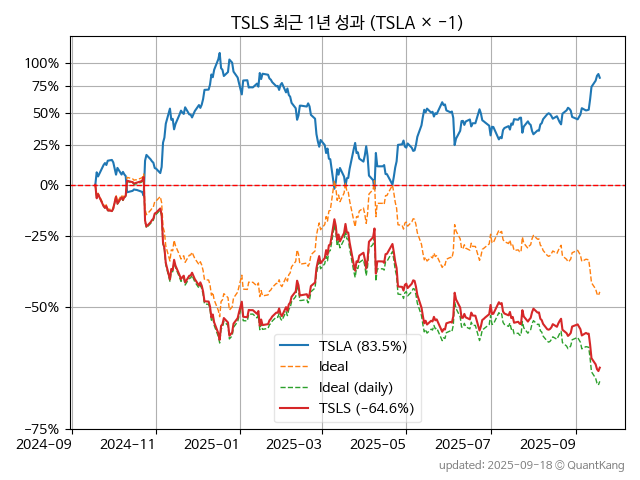 TSLS 최근 1년 성과 (TSLA × −1)
100%
75%
50%
25%
0%
−25%
−50%
−75%
TSLA (83.5%)
Ideal
Ideal (daily)
TSLS (−64.6%)
2024-09 2024-11 2025-01 2025-03 2025-05 2025-07 2025-09
updated: 2025-09-18 © QuantKang